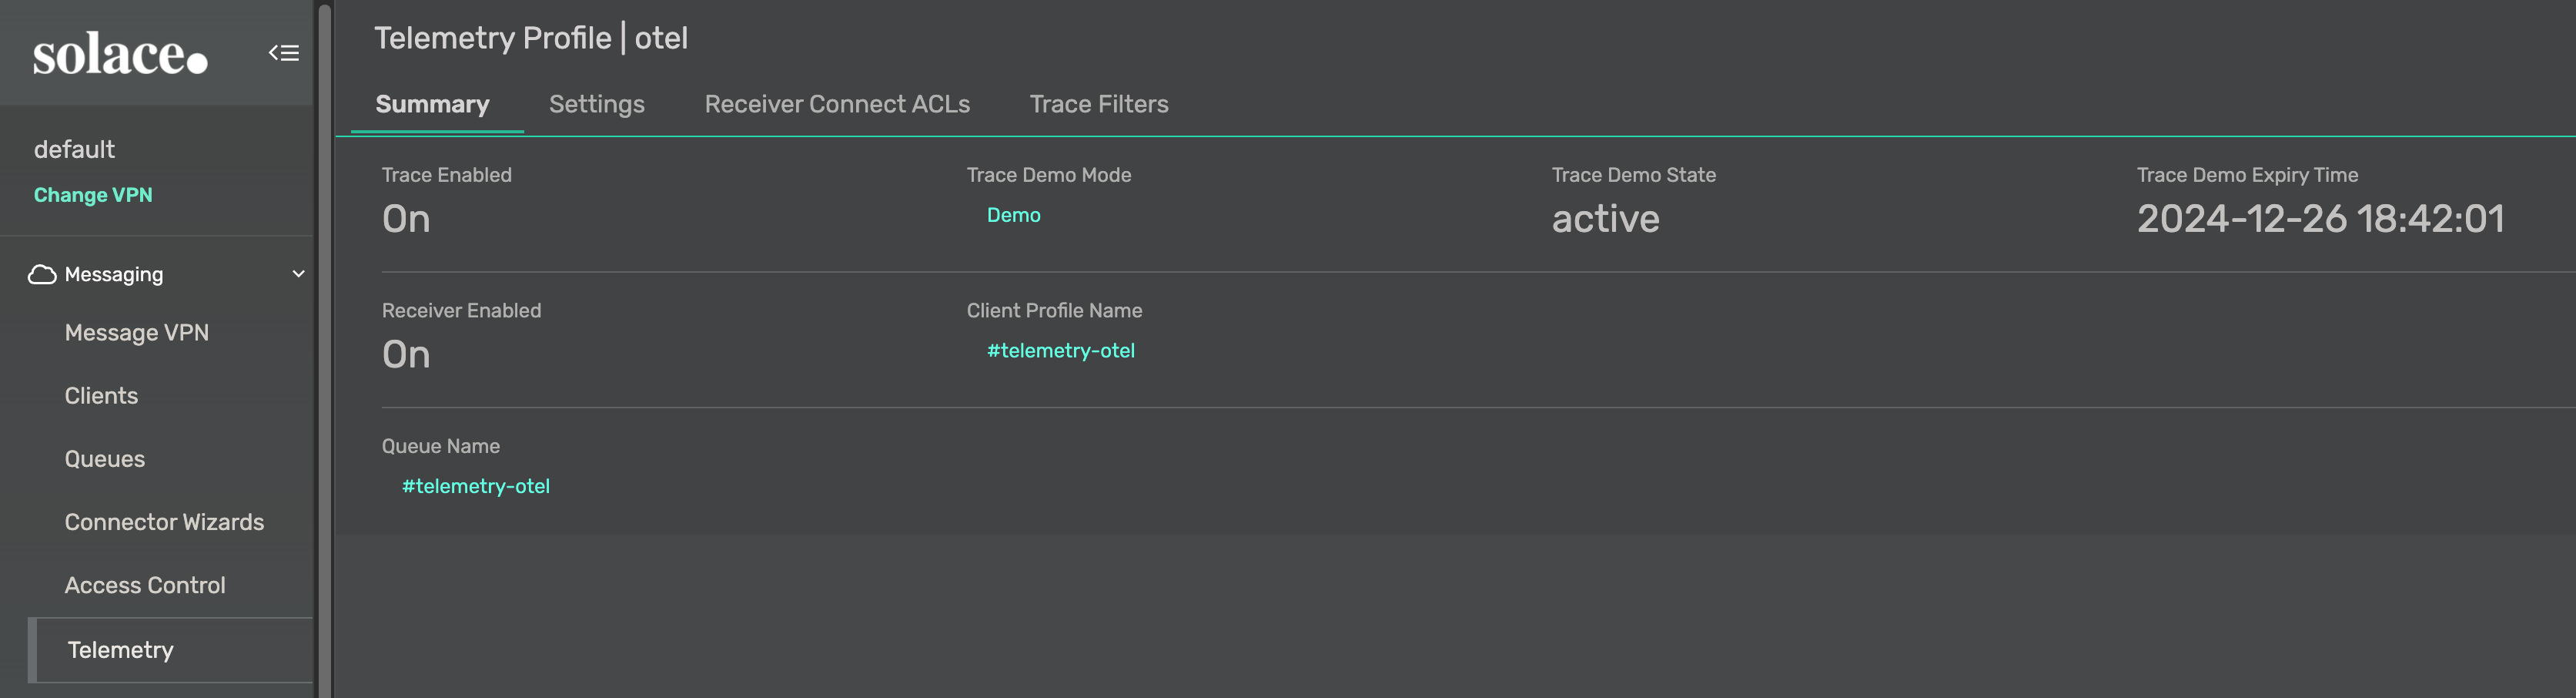 solace.
default
Change VPN
Messaging
Message VPN
Clients
Queues
Connector Wizards
Access Control
Telemetry
Telemetry Profile | otel
Summary Settings Receiver Connect ACLs Trace Filters
Trace Enabled Trace Demo Mode Trace Demo State Trace Demo Expiry Time
On Demo active 2024-12-26 18:42:01
Receiver Enabled Client Profile Name
On #telemetry-otel
Queue Name
#telemetry-otel